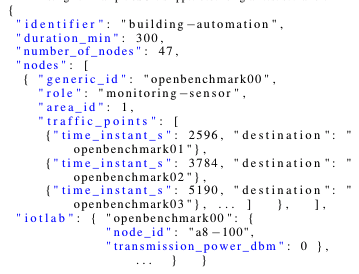 {
"identifier": "building-automation",
"duration_min": 300,
"number_of_nodes": 47,
"nodes": [
{ "generic_id": "openbenchmark00",
"role": "monitoring-sensor",
"area_id": 1,
"traffic_points": [
{"time_instant_s": 2596, "destination": "
openbenchmark01"},
{"time_instant_s": 3784, "destination": "
openbenchmark02"},
{"time_instant_s": 5190, "destination": "
openbenchmark03"}, ... ] }, ],
"iotlab": { "openbenchmark00": {
"node_id": "a8-100",
"transmission_power_dbm": 0 },
... } }